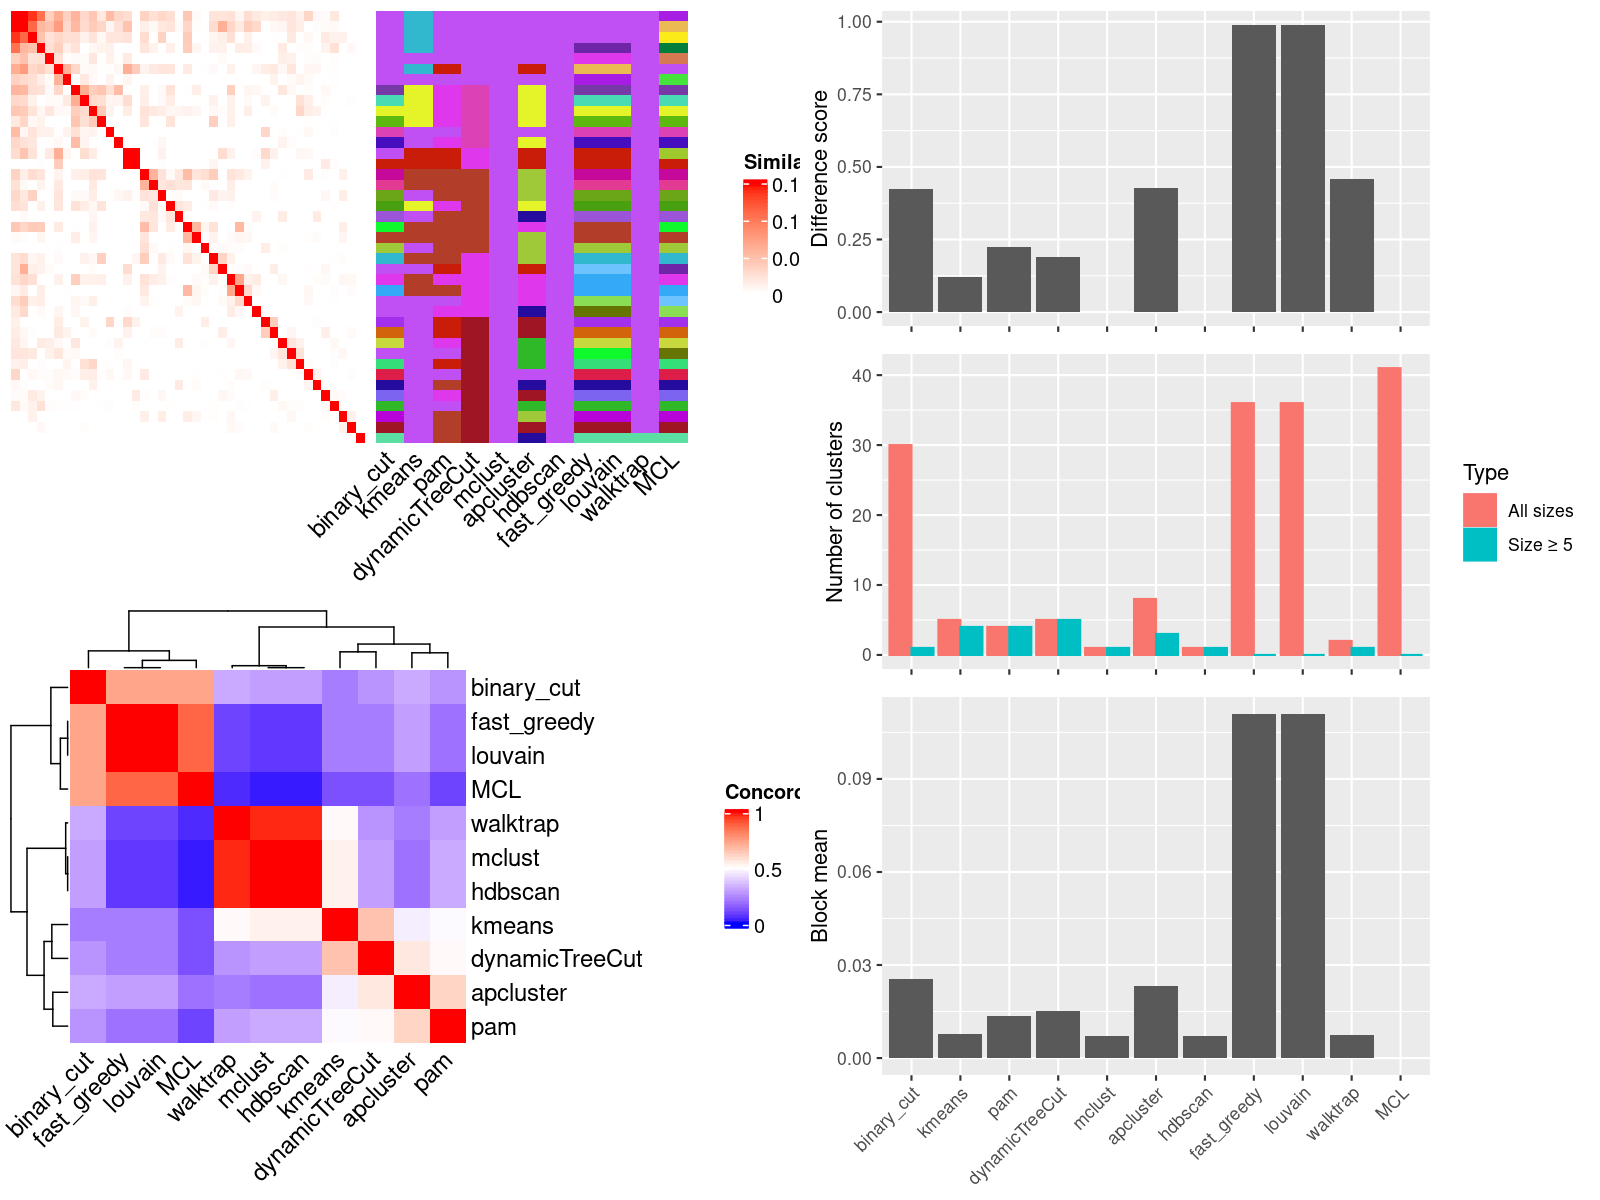 Simila
0.1
0.1
0.0
0
binary_cut
kmeans
pam
dynamicTreeCut
mclust
apcluster
hdbscan
fast_greedy
louvain
walktrap
MCL
binary_cut
fast_greedy
louvain
MCL
walktrap
mclust
hdbscan
kmeans
dynamicTreeCut
apcluster
pam
binary_cut
fast_greedy
louvain
MCL
walktrap
mclust
hdbscan
kmeans
dynamicTreeCut
apcluster
pam
Concord
1
0.5
0
Difference score
1.00
0.75
0.50
0.25
0.00
Number of clusters
40
30
20
10
0
Type
All sizes
Size ≥ 5
Block mean
0.09
0.06
0.03
0.00
binary_cut
kmeans
pam
dynamicTreeCut
mclust
apcluster
hdbscan
fast_greedy
louvain
walktrap
MCL